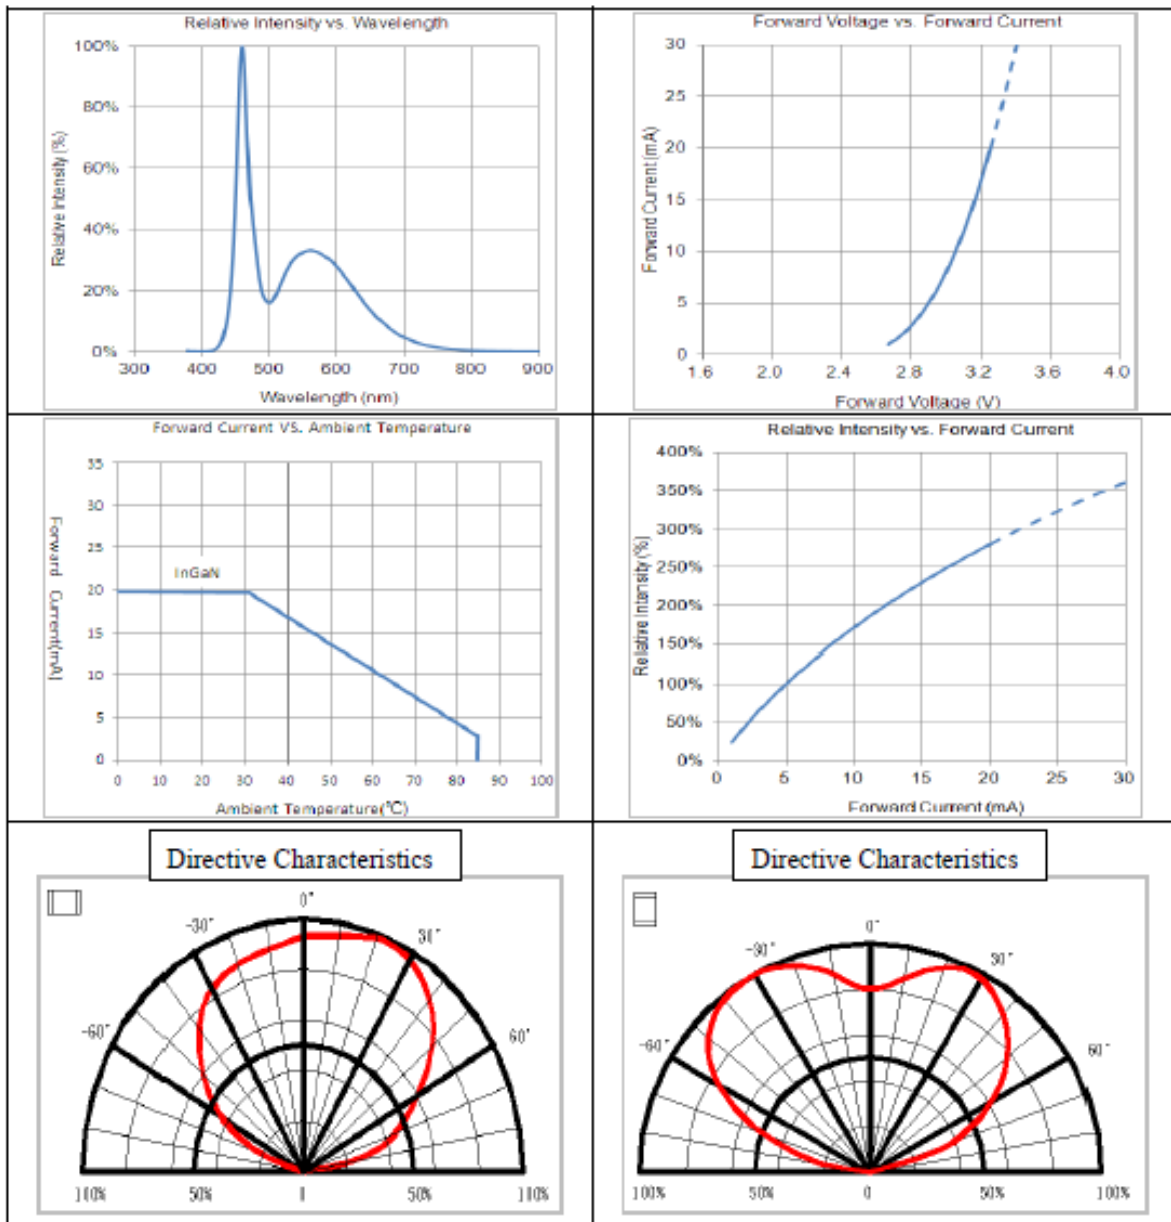 Relative Intensity vs. Wavelength
100%
80%
60%
40%
20%
0%
Relative Intensity (%)
300 400 500 600 700 800 900
Wavelength (nm)
Forward Voltage vs. Forward Current
30
25
20
15
10
5
0
Forward Current (mA)
1.6 2.0 2.4 2.8 3.2 3.6 4.0
Forward Voltage (V)
Forward Current VS. Ambient Temperature
35
30
25
20
15
10
5
0
Forward Current(mA)
InGaN
0 10 20 30 40 50 60 70 80 90 100
Ambient Temperature(℃)
Relative Intensity vs. Forward Current
400%
350%
300%
250%
200%
150%
100%
50%
0%
Relative Intensity (%)
0 5 10 15 20 25 30
Forward Current (mA)
Directive Characteristics
0°
-30° 30°
-60° 60°
100% 50% 0 50% 100%
Directive Characteristics
0°
-30° 30°
-60° 60°
100% 50% 0 50% 100%